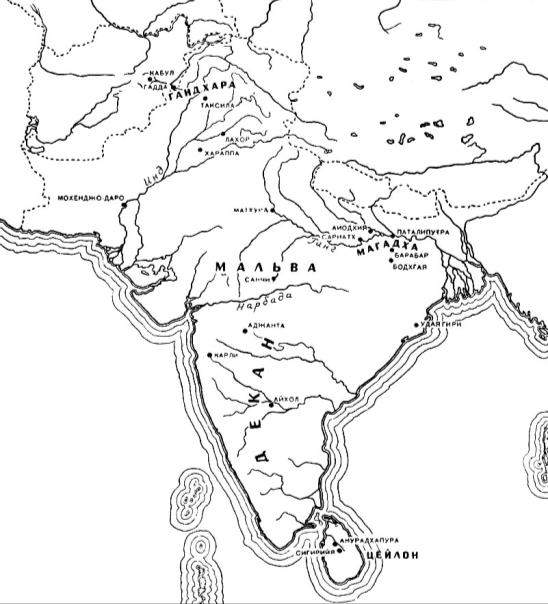 КАБУЛ
ГАДДА
ГАНДХАРА
ТАКСИЛА
ЛАХОР
ХАРАППА
Инд
МОХЕНДЖО-ДАРО
МАТХУРА
АЙОДХИЯ
ПАТАЛИПУТРА
САРНАТХ
Ганг
МАГАДХА
БАРАБАР
БОДХГАЯ
МАЛЬВА
САНЧИ
Нарбада
АДЖАНТА
УДАЯГИРИ
КАРЛИ
ДЕКАН
АЙХОЛ
АНУРАДХАПУРА
СИГИРИЙЯ
ЦЕЙЛОН